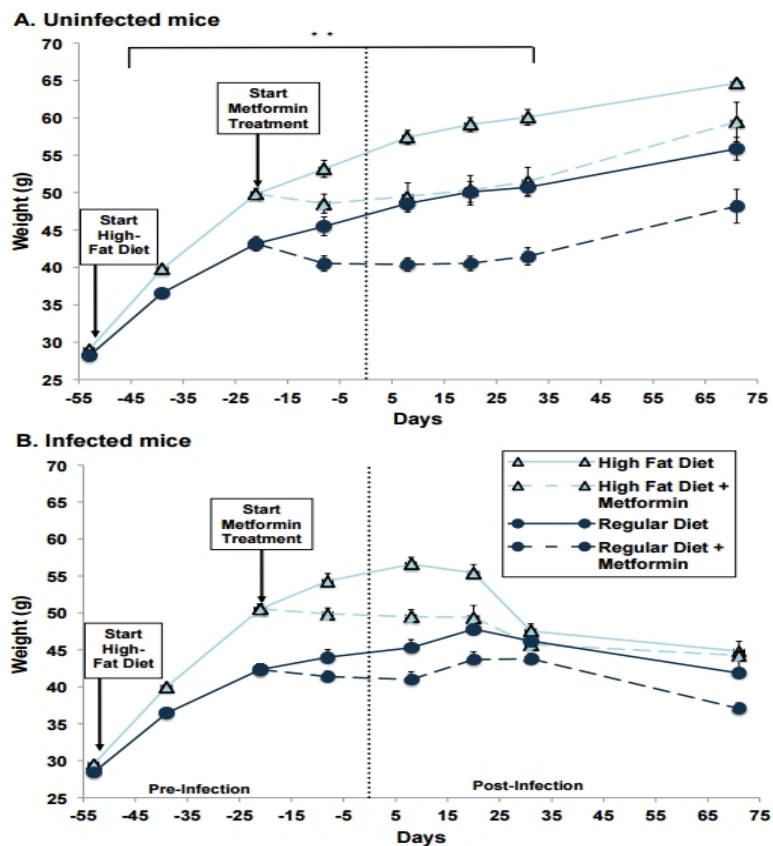 A. Uninfected mice
* *
70
65
60
55
50
45
40
35
30
25
Weight (g)
Start
Metformin
Treatment
Start
High-
Fat Diet
-55 -45 -35 -25 -15 -5 5 15 25 35 45 55 65 75
Days
B. Infected mice
70
65
60
55
50
45
40
35
30
25
Weight (g)
High Fat Diet
High Fat Diet +
Metformin
Regular Diet
Regular Diet +
Metformin
Start
Metformin
Treatment
Start
High-
Fat Diet
Pre-Infection Post-Infection
-55 -45 -35 -25 -15 -5 5 15 25 35 45 55 65 75
Days